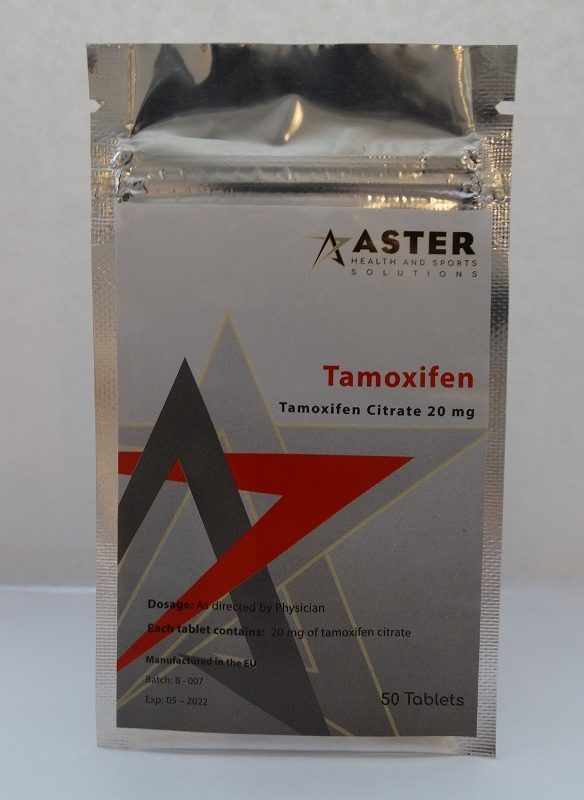 ASTER
HEALTH AND SPORTS
SOLUTIONS
Tamoxifen
Tamoxifen Citrate 20 mg
Dosage: As directed by Physician
Each tablet contains: 20 mg of tamoxifen citrate
Manufactured in the EU
Batch: B - 007
Exp: 05 – 2022
50 Tablets